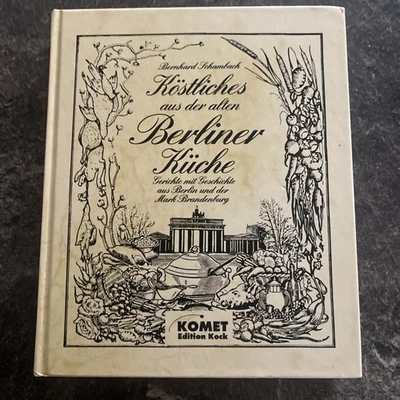 Bernhard Schambach
Köstliches
aus der alten
Berliner
Küche
Gerichte mit Geschichte
aus Berlin und der
Mark Brandenburg
KOMET
Edition Kock